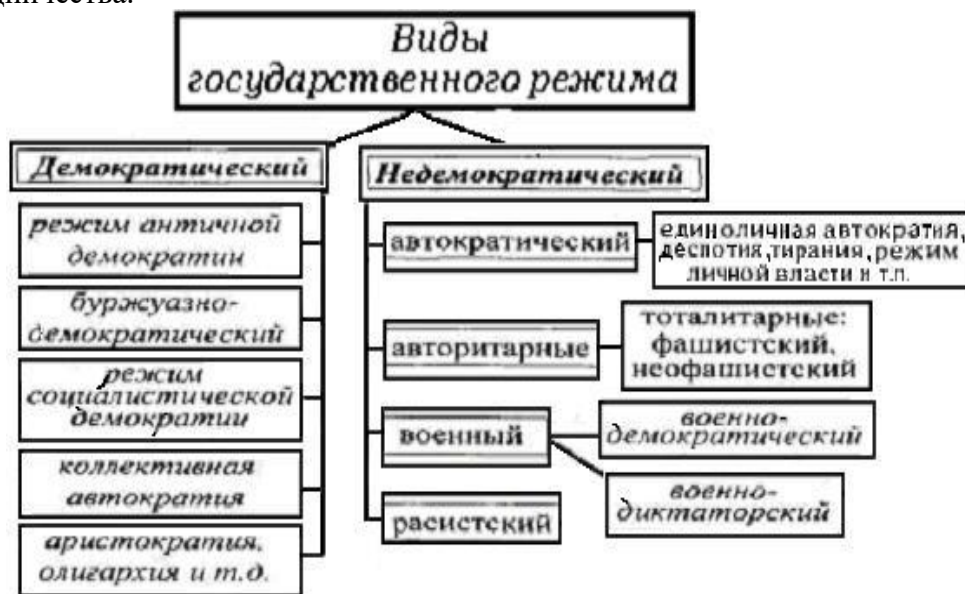 Виды
государственного режима
Демократический
режим античной
демократии
буржуазно-
демократический
режим
социалистической
демократии
коллективная
автократия
аристократия,
олигархия и т.д.
Недемократический
автократический
единоличная автократия,
деспотия, тирания, режим
личной власти и т.п.
авторитарные
тоталитарные:
фашистский,
неофашистский
военный
военно-
демократический
военно-
диктаторский
расистский